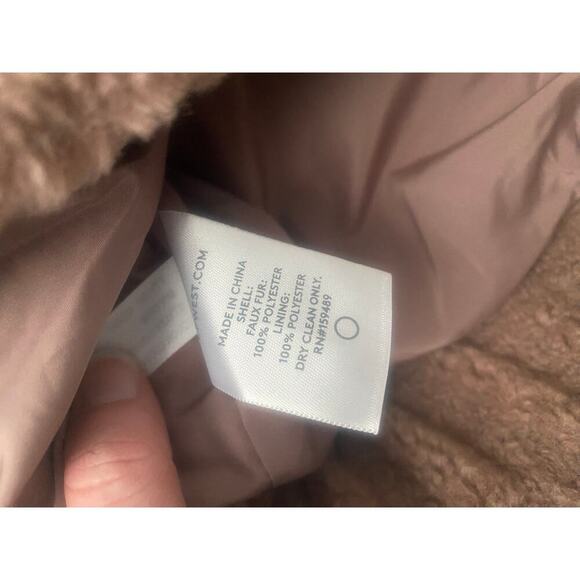 WEST.COM
MADE IN CHINA
SHELL:
FAUX FUR:
100% POLYESTER
LINING:
100% POLYESTER
DRY CLEAN ONLY.
RN#159489